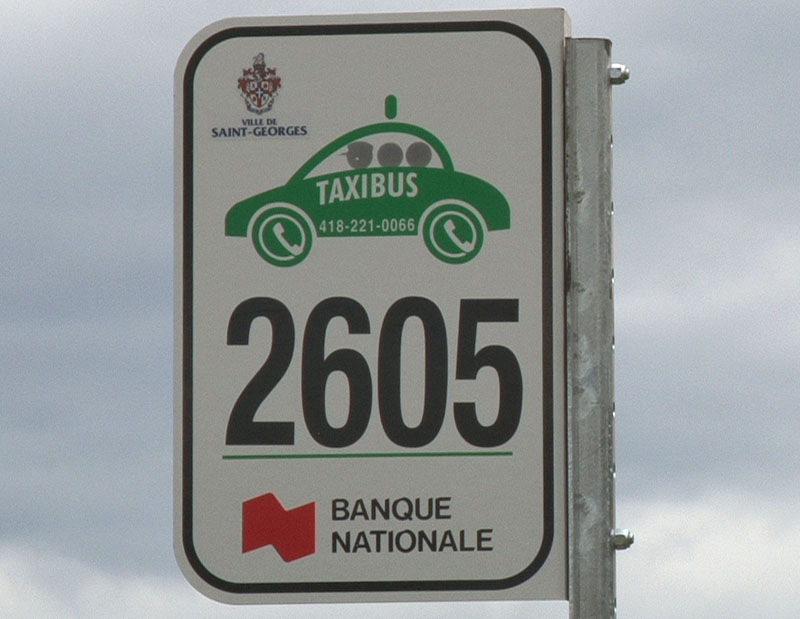 VILLE DE
SAINT-GEORGES
TAXIBUS
418-221-0066
2605
BANQUE
NATIONALE